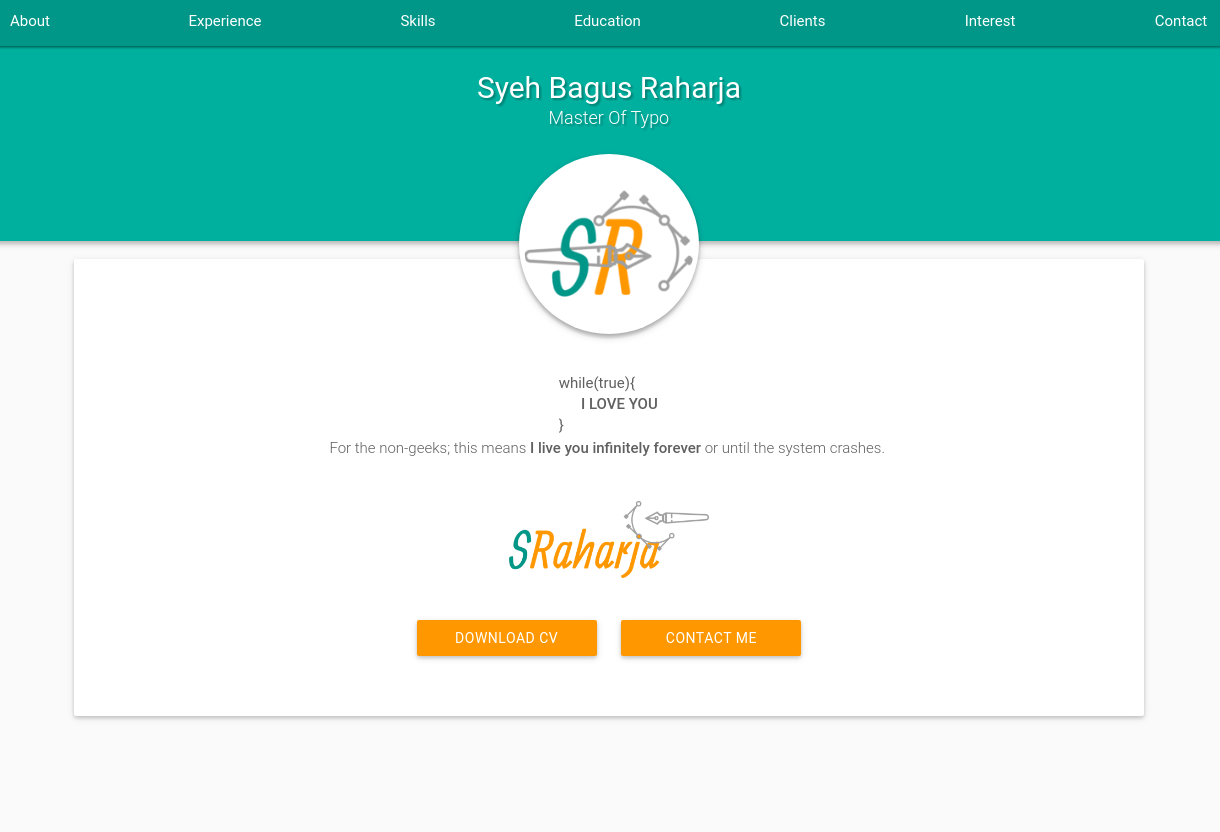 About Experience Skills Education Clients Interest Contact
Syeh Bagus Raharja
Master Of Typo
SR
while(true){
I LOVE YOU
}
For the non-geeks; this means I live you infinitely forever or until the system crashes.
SRaharja
DOWNLOAD CV CONTACT ME